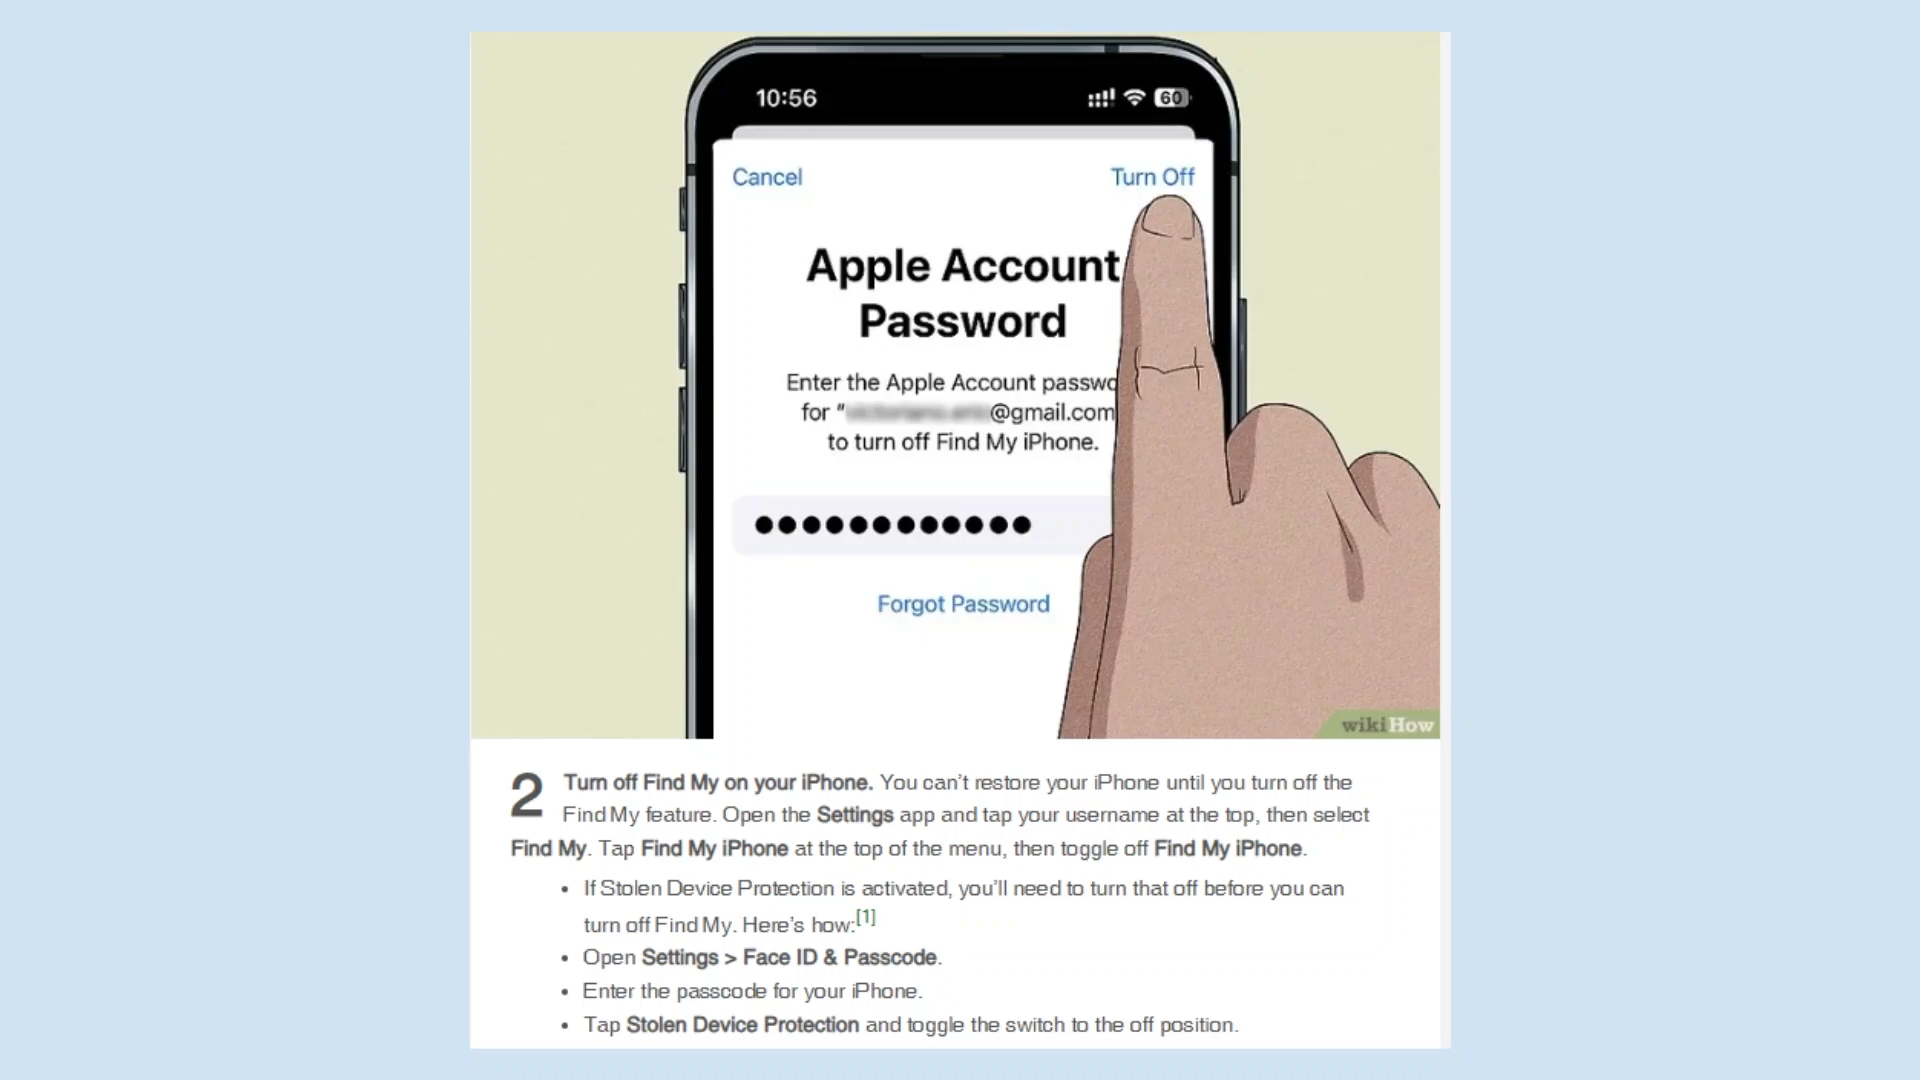 10:56
60
Cancel
Turn Off
Apple Account
Password
Enter the Apple Account passwo
for "@gmail.com
to turn off Find My iPhone.
Forgot Password
wikiHow
2 Turn off Find My on your iPhone. You can't restore your iPhone until you turn off the
Find My feature. Open the Settings app and tap your username at the top, then select
Find My. Tap Find My iPhone at the top of the menu, then toggle off Find My iPhone.
• If Stolen Device Protection is activated, you'll need to turn that off before you can
turn off Find My. Here's how:[1]
• Open Settings > Face ID & Passcode.
• Enter the passcode for your iPhone.
• Tap Stolen Device Protection and toggle the switch to the off position.